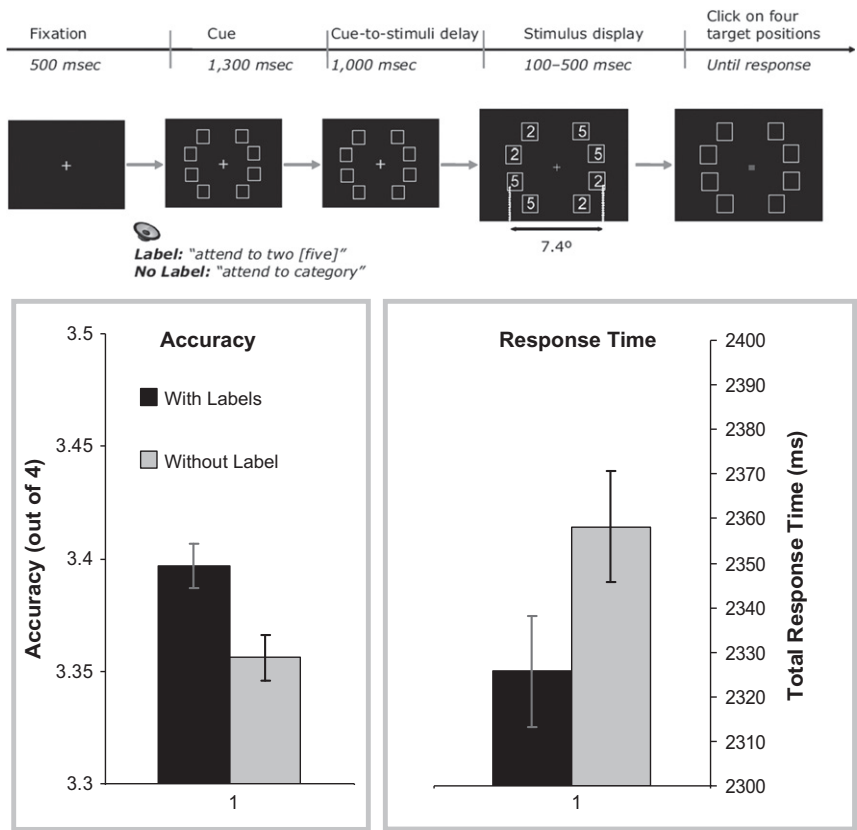 Fixation
Cue
Cue-to-stimuli delay
Stimulus display
Click on four
target positions
500 msec
1,300 msec
1,000 msec
100–500 msec
Until response
2 5
2 5
5 2
5 2
7.4º
Label: “attend to two [five]”
No Label: “attend to category”
Accuracy
With Labels
Without Label
Accuracy (out of 4)
3.5
3.45
3.4
3.35
3.3
1
Response Time
2400
2390
2380
2370
2360
2350
2340
2330
2320
2310
2300
Total Response Time (ms)
1